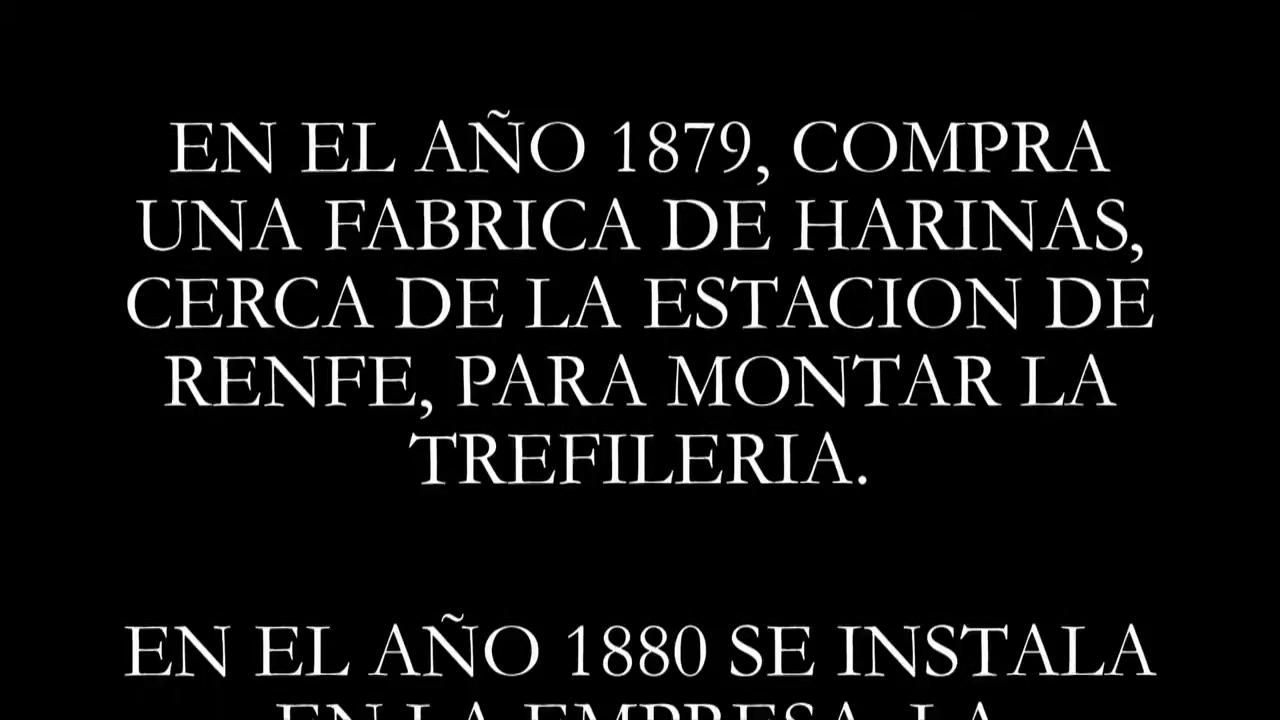 EN EL AÑO 1879, COMPRA
UNA FABRICA DE HARINAS,
CERCA DE LA ESTACION DE
RENFE, PARA MONTAR LA
TREFILERIA.
EN EL AÑO 1880 SE INSTALA
EN LA EMPRESA, LA